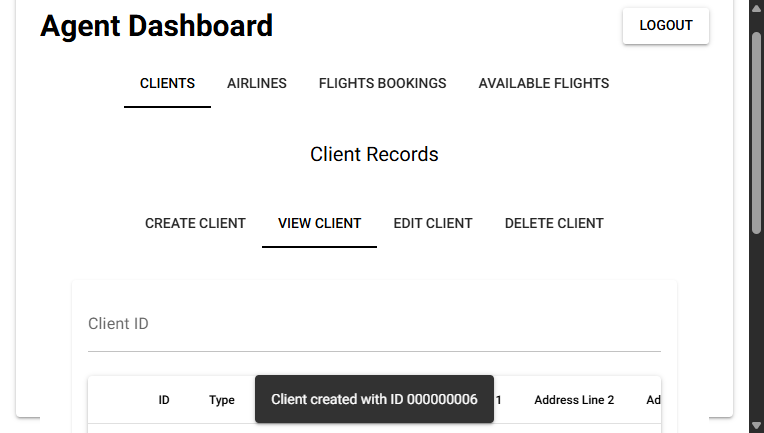 Agent Dashboard
LOGOUT
CLIENTS AIRLINES FLIGHTS BOOKINGS AVAILABLE FLIGHTS
Client Records
CREATE CLIENT VIEW CLIENT EDIT CLIENT DELETE CLIENT
Client ID
ID Type 1 Address Line 2 Ad
Client created with ID 000000006